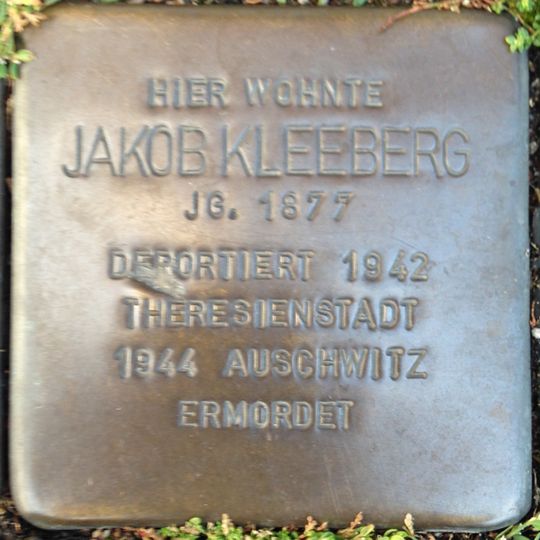 HIER WOHNTE
JAKOB KLEEBERG
JG. 1877
DEPORTIERT 1942
THERESIENSTADT
1944 AUSCHWITZ
ERMORDET